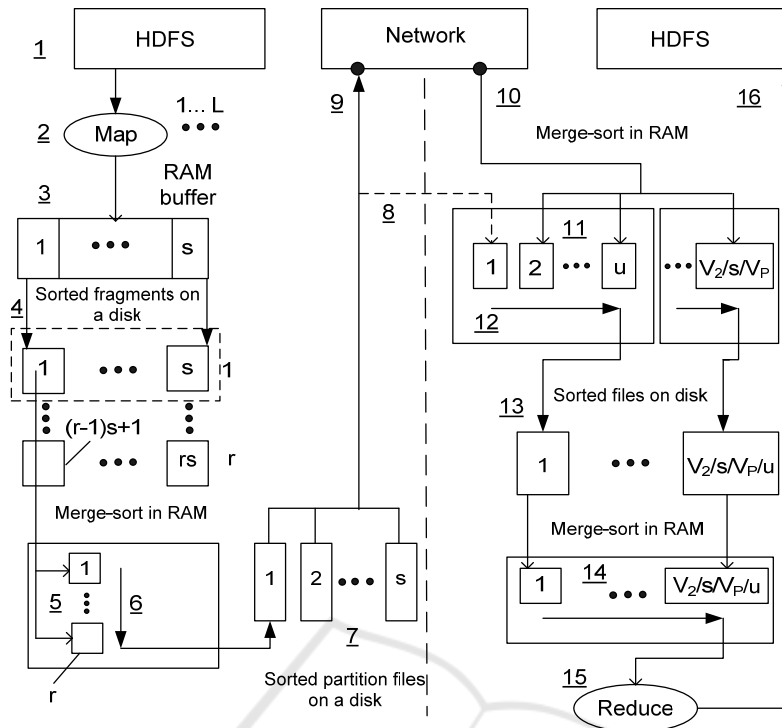 1
HDFS
Network
HDFS
2
Map
1... L
9
10
16
Merge-sort in RAM
3
RAM
buffer
1
s
8
11
1
2
u
V2/s/VP
12
4
Sorted fragments on
a disk
1
s
1
13
Sorted files on disk
(r-1)s+1
rs
r
1
V2/s/VP/u
Merge-sort in RAM
Merge-sort in RAM
1
5
6
r
1
2
s
7
1
14
V2/s/VP/u
Sorted partition files
on a disk
15
Reduce